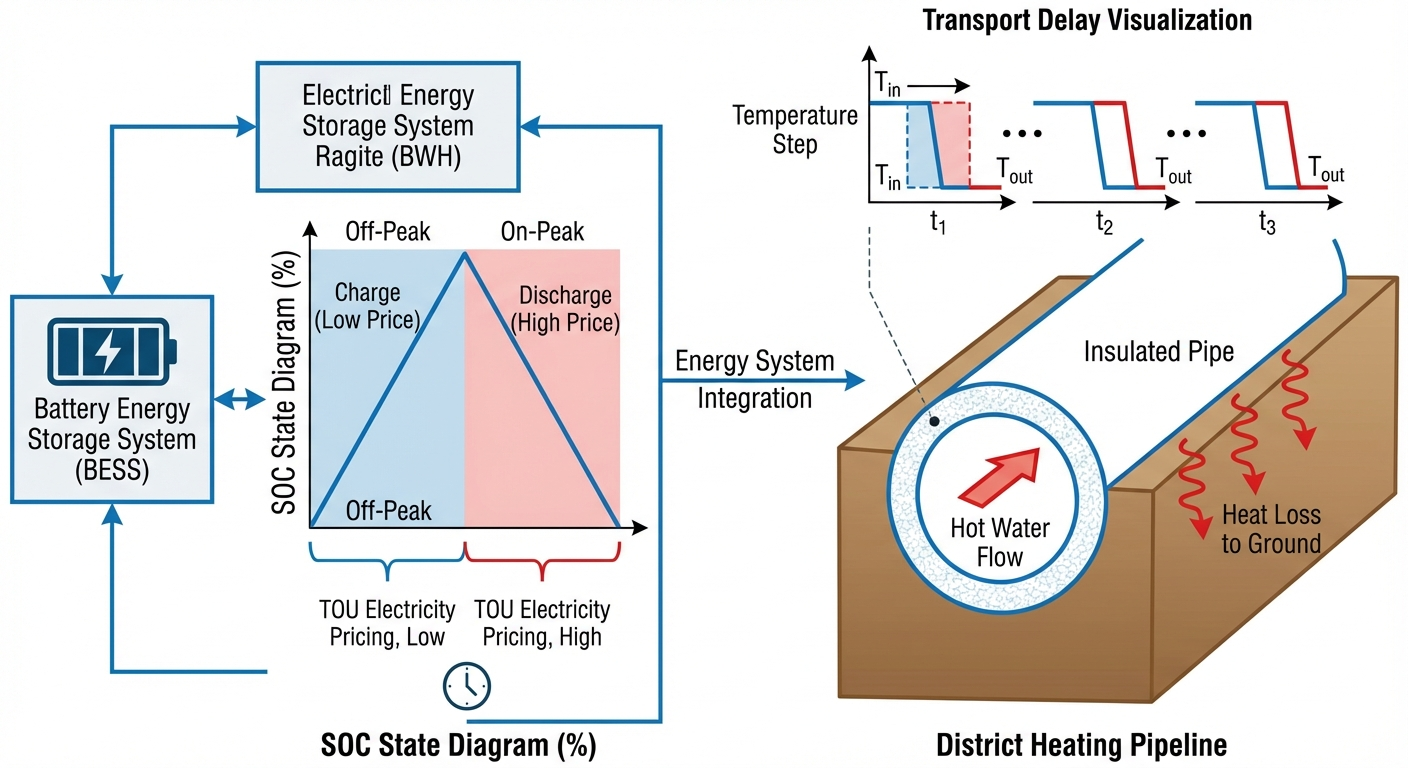 Transport Delay Visualization
Electricl Energy
Storage System
Ragite (BWH)
Battery Energy
Storage System
(BESS)
SOC State Diagram (%)
Off-Peak
On-Peak
Charge
(Low Price)
Discharge
(High Price)
Off-Peak
TOU Electricity
Pricing, Low
TOU Electricity
Pricing, High
SOC State Diagram (%)
Energy System
Integration
Temperature
Step
Tin
Tin
Tout
t1
Tout
t2
Tout
t3
Insulated Pipe
Hot Water
Flow
Heat Loss
to Ground
District Heating Pipeline